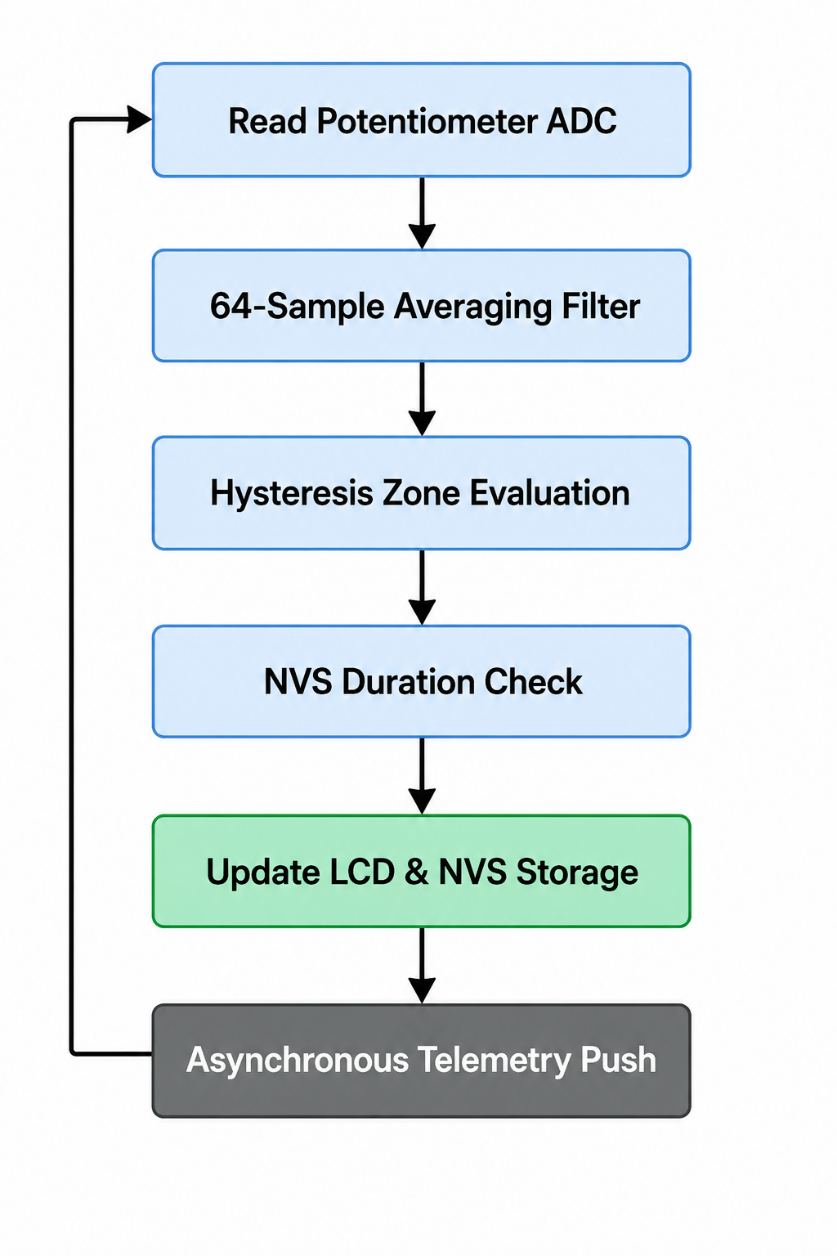 Read Potentiometer ADC
64-Sample Averaging Filter
Hysteresis Zone Evaluation
NVS Duration Check
Update LCD & NVS Storage
Asynchronous Telemetry Push